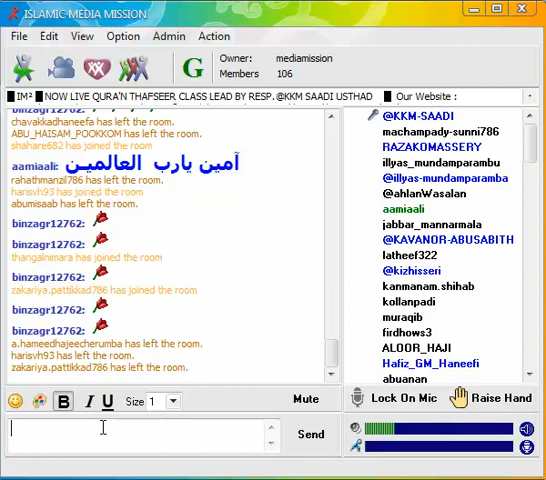 ISLAMIC MEDIA MISSION
File Edit View Option Admin Action
G
Owner: mediamission
Members 106
IM² NOW LIVE QURA'N THAFSEER CLASS LEAD BY RESP.@KKM SAADI USTHAD Our Website :
chavakkadhaneefa has left the room.
ABU_HAISAM_POOKKOM has left the room.
shahare682 has joined the room
aamiaali: آمين يارب العالميـن
rahathmanzil786 has left the room.
harisvh93 has joined the room
abumisaab has left the room.
binzagr12762:
binzagr12762:
thangalnimara has joined the room
binzagr12762:
zakariya.pattikkad786 has joined the room
binzagr12762:
binzagr12762:
a.hameedhajeecherumba has left the room.
harisvh93 has left the room.
zakariya.pattikkad786 has left the room.
@KKM-SAADI
machampady-sunni786
RAZAKOMASSERY
illyas_mundamparambu
@illyas-mundamparamba
@ahlanWasalan
aamiaali
jabbar_mannarmala
@KAVANOR-ABUSABITH
latheef322
@kizhisseri
kanmanam.shihab
kollanpadi
muraqib
firdhows3
ALOOR_HAJI
Hafiz_GM_Haneefi
abuanan
B I U Size 1 Mute
Lock On Mic Raise Hand
Send